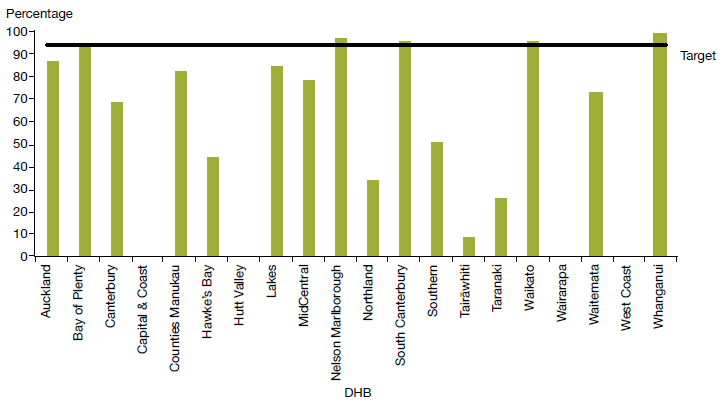 Percentage
100
90
80
70
60
50
40
30
20
10
0
Target
Auckland
Bay of Plenty
Canterbury
Capital & Coast
Counties Manukau
Hawke's Bay
Hutt Valley
Lakes
MidCentral
Nelson Marlborough
Northland
South Canterbury
Southern
Tairāwhiti
Taranaki
Waikato
Wairarapa
Waitemata
West Coast
Whanganui
DHB